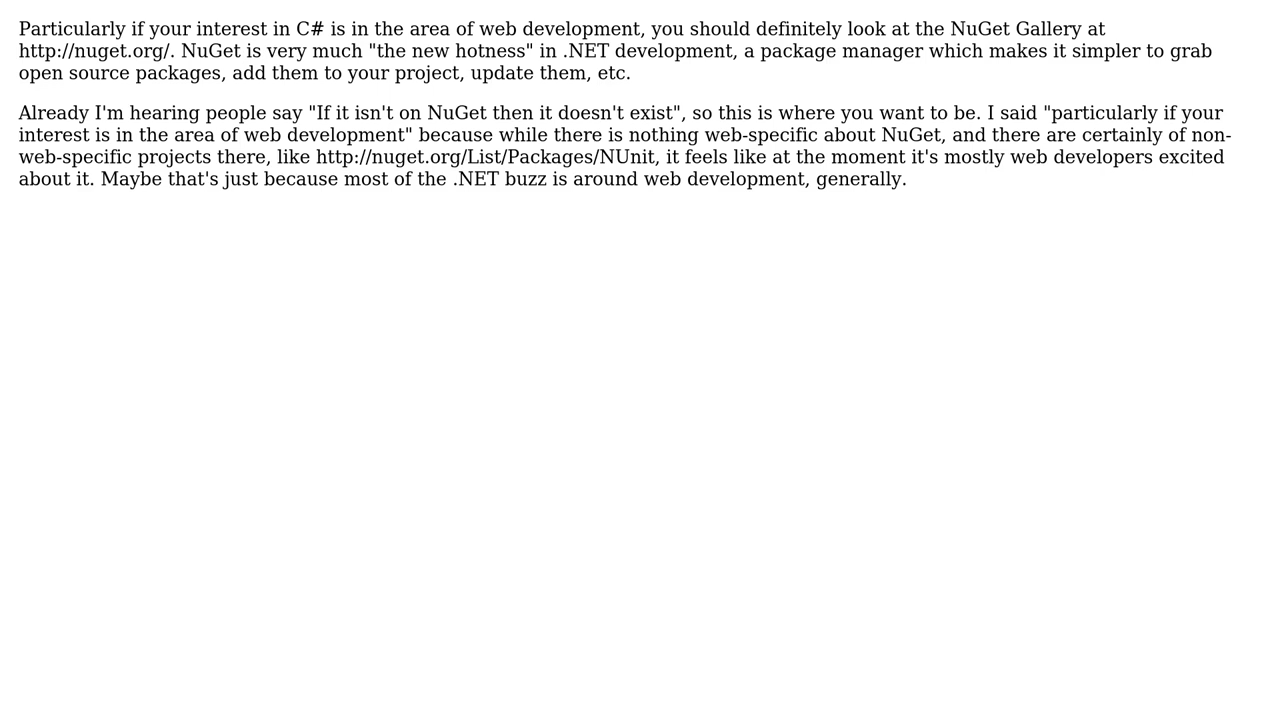 Particularly if your interest in C# is in the area of web development, you should definitely look at the NuGet Gallery at
http://nuget.org/. NuGet is very much "the new hotness" in .NET development, a package manager which makes it simpler to grab
open source packages, add them to your project, update them, etc.
Already I'm hearing people say "If it isn't on NuGet then it doesn't exist", so this is where you want to be. I said "particularly if your
interest is in the area of web development" because while there is nothing web-specific about NuGet, and there are certainly of non-
web-specific projects there, like http://nuget.org/List/Packages/NUnit, it feels like at the moment it's mostly web developers excited
about it. Maybe that's just because most of the .NET buzz is around web development, generally.